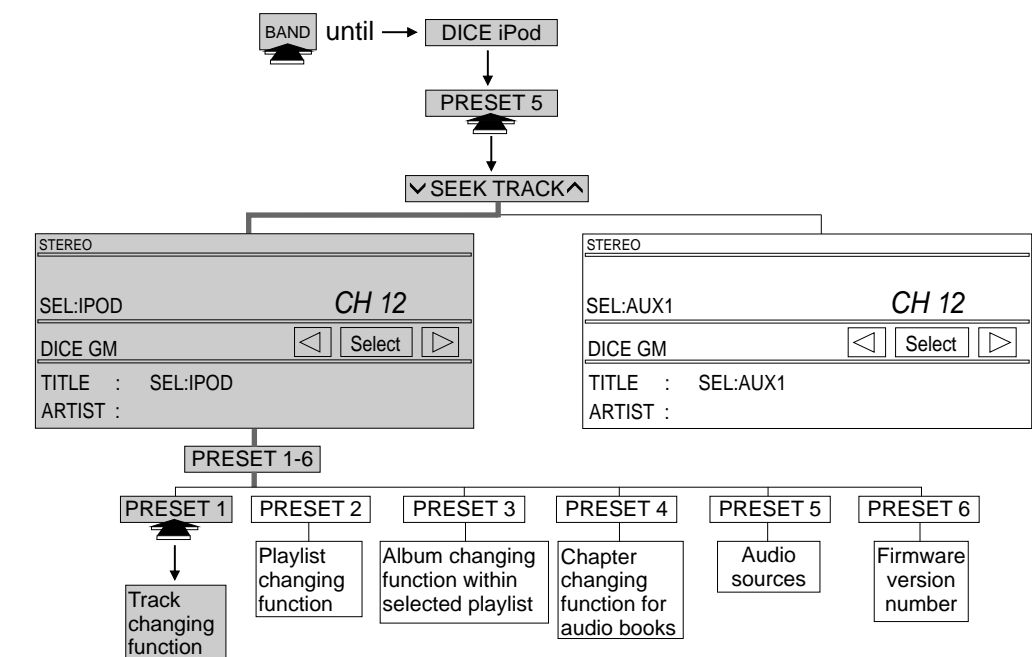 BAND until DICE iPod
PRESET 5
SEEK TRACK
STEREO
SEL:IPOD CH 12
DICE GM Select
TITLE : SEL:IPOD
ARTIST :
STEREO
SEL:AUX1 CH 12
DICE GM Select
TITLE : SEL:AUX1
ARTIST :
PRESET 1-6
PRESET 1
Track
changing
function
PRESET 2
Playlist
changing
function
PRESET 3
Album changing
function within
selected playlist
PRESET 4
Chapter
changing
function for
audio books
PRESET 5
Audio
sources
PRESET 6
Firmware
version
number